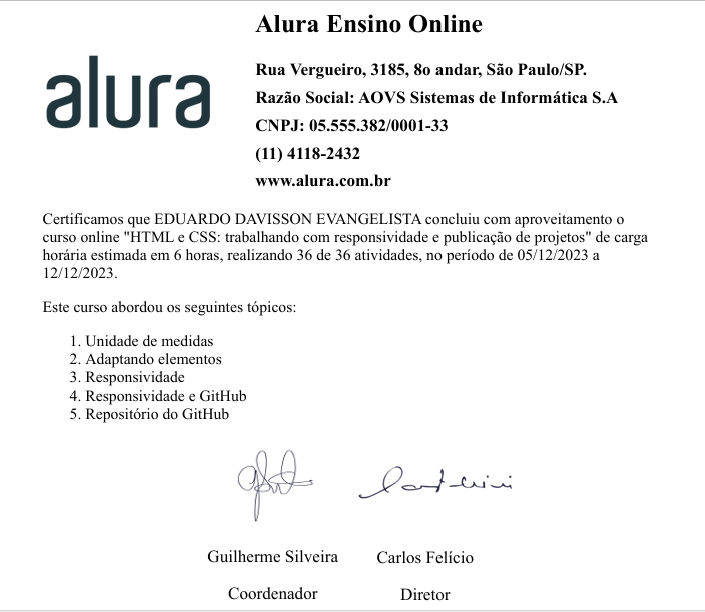 Alura Ensino Online
alura
Rua Vergueiro, 3185, 8o andar, São Paulo/SP.
Razão Social: AOVS Sistemas de Informática S.A
CNPJ: 05.555.382/0001-33
(11) 4118-2432
www.alura.com.br
Certificamos que EDUARDO DAVISSON EVANGELISTA concluiu com aproveitamento o
curso online "HTML e CSS: trabalhando com responsividade e publicação de projetos" de carga
horária estimada em 6 horas, realizando 36 de 36 atividades, no período de 05/12/2023 a
12/12/2023.
Este curso abordou os seguintes tópicos:
1. Unidade de medidas
2. Adaptando elementos
3. Responsividade
4. Responsividade e GitHub
5. Repositório do GitHub
Guilherme Silveira Carlos Felício
Coordenador Diretor